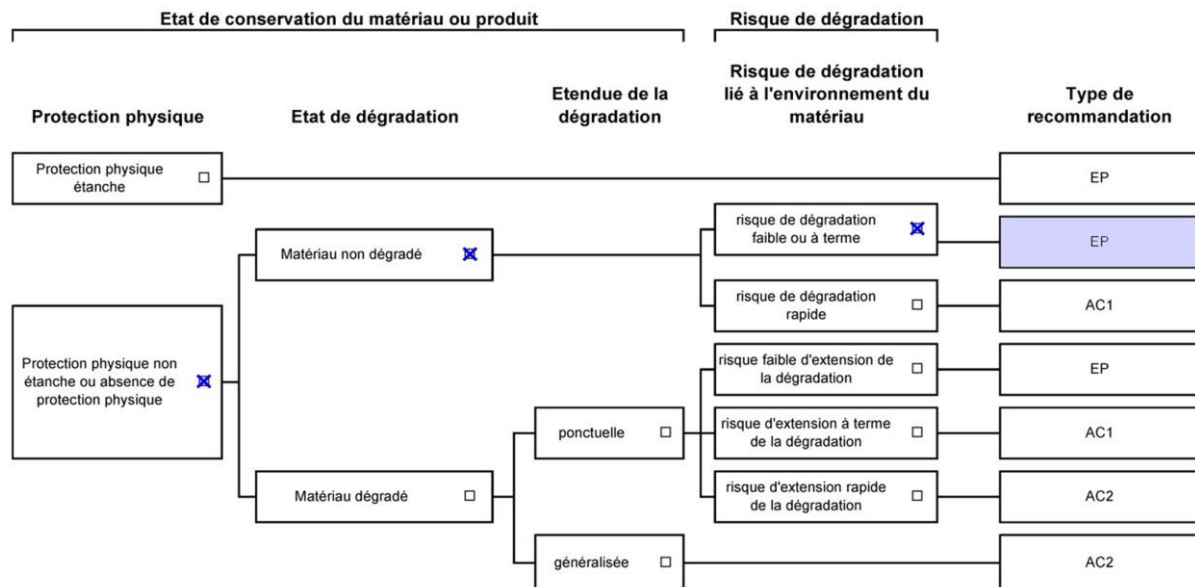 Etat de conservation du matériau ou produit
Risque de dégradation
Protection physique
Etat de dégradation
Etendue de la
dégradation
Risque de dégradation
lié à l'environnement du
matériau
Type de
recommandation
Protection physique
étanche
EP
risque de dégradation
faible ou à terme
EP
Matériau non dégradé
risque de dégradation
rapide
AC1
Protection physique non
étanche ou absence de
protection physique
risque faible d'extension de
la dégradation
EP
ponctuelle
risque d'extension à terme
de la dégradation
AC1
Matériau dégradé
risque d'extension rapide
de la dégradation
AC2
généralisée
AC2